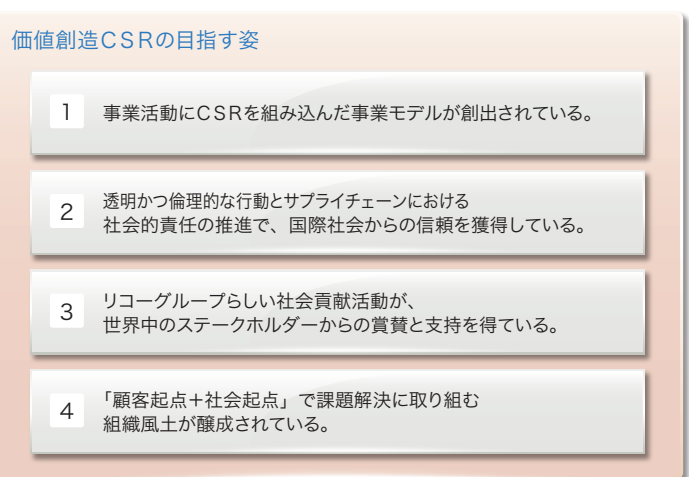 価値創造CSRの目指す姿
1 事業活動にCSRを組み込んだ事業モデルが創出されている。
2 透明かつ倫理的な行動とサプライチェーンにおける
社会的責任の推進で、国際社会からの信頼を獲得している。
3 リコーグループらしい社会貢献活動が、
世界中のステークホルダーからの賞賛と支持を得ている。
4 「顧客起点＋社会起点」で課題解決に取り組む
組織風土が醸成されている。